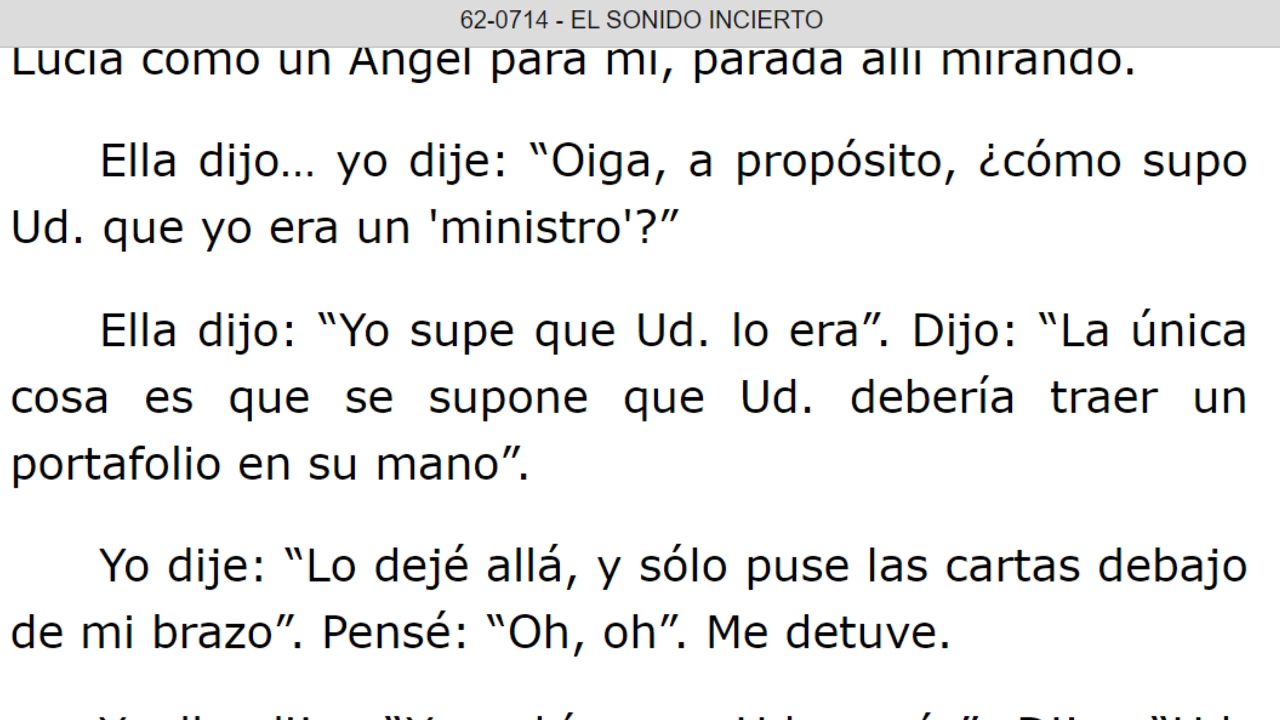 62-0714 - EL SONIDO INCIERTO
Lucía como un Ángel para mí, parada allí mirando.
Ella dijo… yo dije: “Oiga, a propósito, ¿cómo supo
Ud. que yo era un 'ministro'?”
Ella dijo: “Yo supe que Ud. lo era”. Dijo: “La única
cosa es que se supone que Ud. debería traer un
portafolio en su mano”.
Yo dije: “Lo dejé allá, y sólo puse las cartas debajo
de mi brazo”. Pensé: “Oh, oh”. Me detuve.